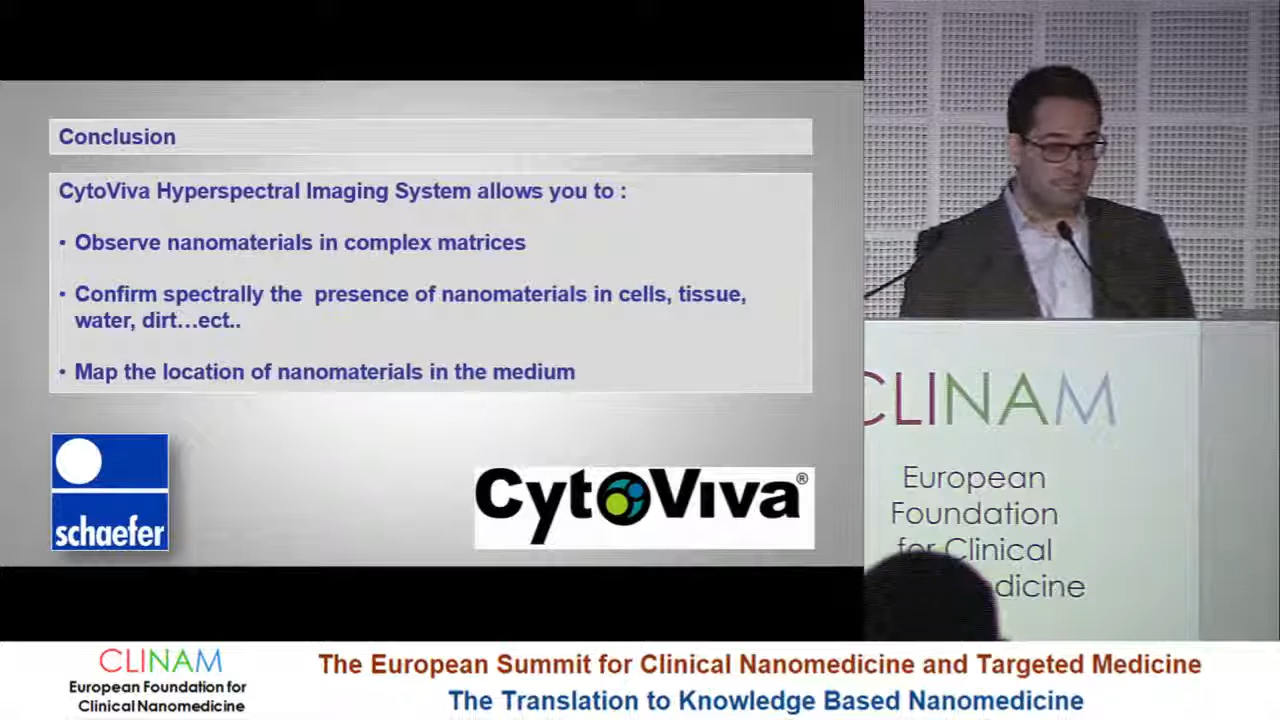 Conclusion
CytoViva Hyperspectral Imaging System allows you to :
• Observe nanomaterials in complex matrices
• Confirm spectrally the presence of nanomaterials in cells, tissue,
water, dirt...ect..
• Map the location of nanomaterials in the medium
schaefer
CytoViva®
CLINAM
European
Foundation
for Clinical
CLINAM
European Foundation for
Clinical Nanomedicine
The European Summit for Clinical Nanomedicine and Targeted Medicine
The Translation to Knowledge Based Nanomedicine